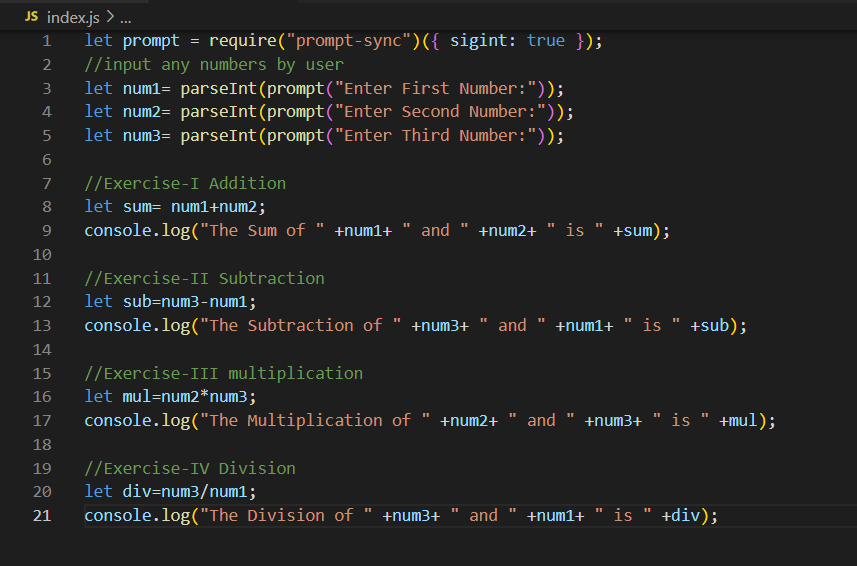 JS index.js > ...
1 let prompt = require("prompt-sync")({ sigint: true });
2 //input any numbers by user
3 let num1= parseInt(prompt("Enter First Number:"));
4 let num2= parseInt(prompt("Enter Second Number:"));
5 let num3= parseInt(prompt("Enter Third Number:"));
6
7 //Exercise-I Addition
8 let sum= num1+num2;
9 console.log("The Sum of " +num1+ " and " +num2+ " is " +sum);
10
11 //Exercise-II Subtraction
12 let sub=num3-num1;
13 console.log("The Subtraction of " +num3+ " and " +num1+ " is " +sub);
14
15 //Exercise-III multiplication
16 let mul=num2*num3;
17 console.log("The Multiplication of " +num2+ " and " +num3+ " is " +mul);
18
19 //Exercise-IV Division
20 let div=num3/num1;
21 console.log("The Division of " +num3+ " and " +num1+ " is " +div);